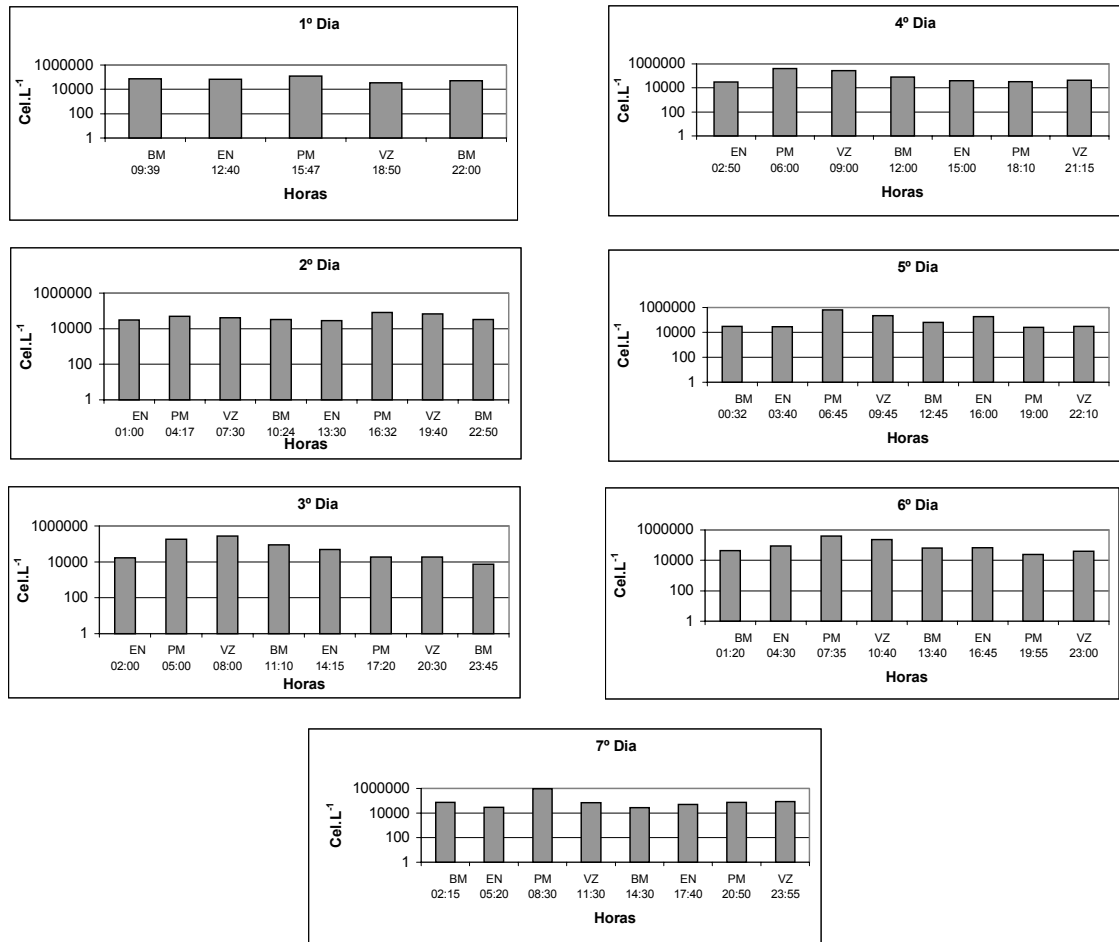 1º Dia
Cel.L⁻¹
1000000
10000
100
1
BM EN PM VZ BM
09:39 12:40 15:47 18:50 22:00
Horas
4º Dia
Cel.L⁻¹
1000000
10000
100
1
EN PM VZ BM EN PM VZ
02:50 06:00 09:00 12:00 15:00 18:10 21:15
Horas
2º Dia
Cel.L⁻¹
1000000
10000
100
1
EN PM VZ BM EN PM VZ BM
01:00 04:17 07:30 10:24 13:30 16:32 19:40 22:50
Horas
5º Dia
Cel.L⁻¹
1000000
10000
100
1
BM EN PM VZ BM EN PM VZ
00:32 03:40 06:45 09:45 12:45 16:00 19:00 22:10
Horas
3º Dia
Cel.L⁻¹
1000000
10000
100
1
EN PM VZ BM EN PM VZ BM
02:00 05:00 08:00 11:10 14:15 17:20 20:30 23:45
Horas
6º Dia
Cel.L⁻¹
1000000
10000
100
1
BM EN PM VZ BM EN PM VZ
01:20 04:30 07:35 10:40 13:40 16:45 19:55 23:00
Horas
7º Dia
Cel.L⁻¹
1000000
10000
100
1
BM EN PM VZ BM EN PM VZ
02:15 05:20 08:30 11:30 14:30 17:40 20:50 23:55
Horas